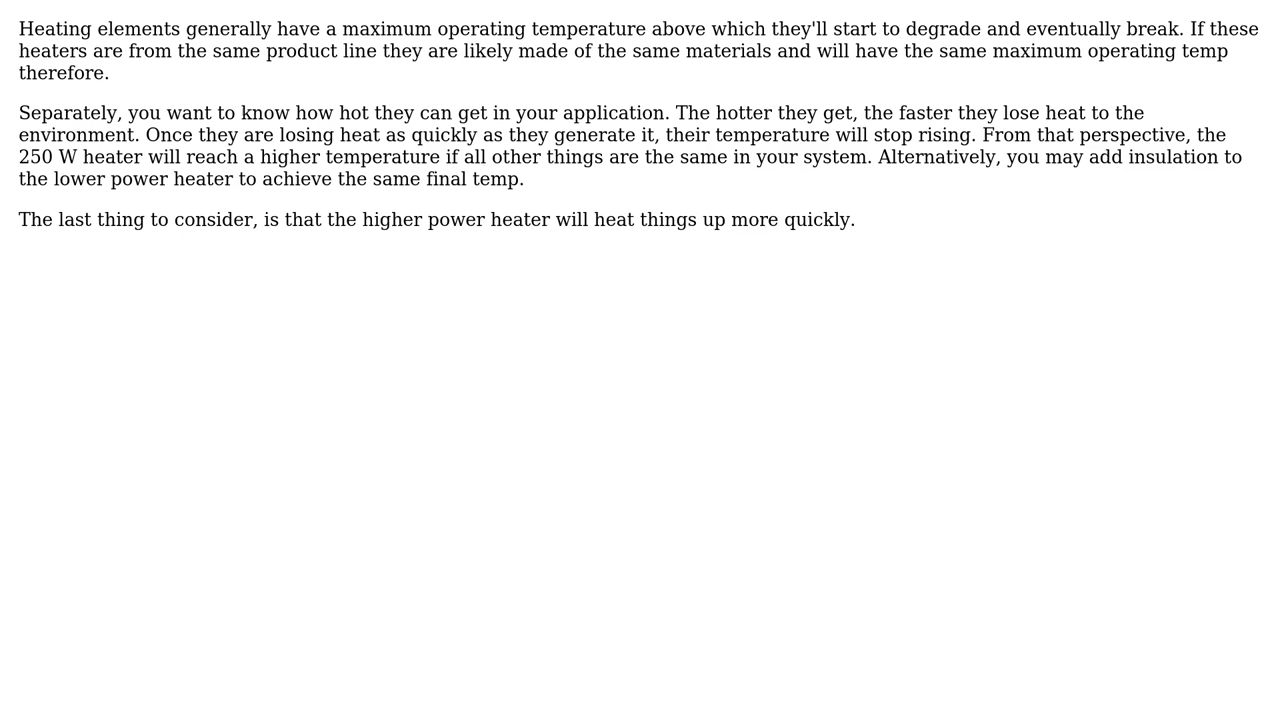 Heating elements generally have a maximum operating temperature above which they'll start to degrade and eventually break. If these
heaters are from the same product line they are likely made of the same materials and will have the same maximum operating temp
therefore.
Separately, you want to know how hot they can get in your application. The hotter they get, the faster they lose heat to the
environment. Once they are losing heat as quickly as they generate it, their temperature will stop rising. From that perspective, the
250 W heater will reach a higher temperature if all other things are the same in your system. Alternatively, you may add insulation to
the lower power heater to achieve the same final temp.
The last thing to consider, is that the higher power heater will heat things up more quickly.